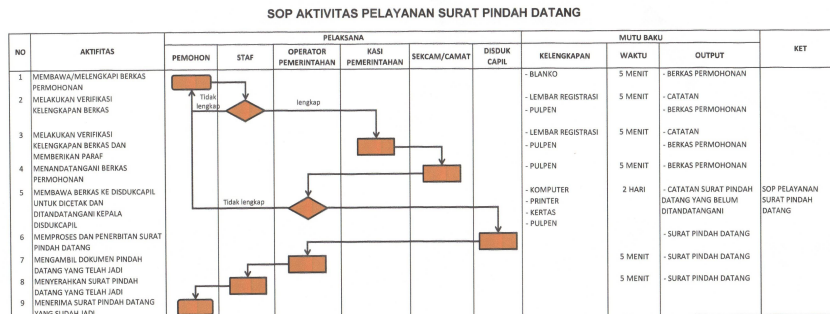 SOP AKTIVITAS PELAYANAN SURAT PINDAH DATANG
NO
AKTIFITAS
PELAKSANA
MUTU BAKU
KET
PEMOHON
STAF
OPERATOR
PEMERINTAHAN
KASI
PEMERINTAHAN
SEKCAM/CAMAT
DISDUK
CAPIL
KELENGKAPAN
WAKTU
OUTPUT
1 MEMBAWA/MELENGKAPI BERKAS
PERMOHONAN
- BLANKO
5 MENIT
- BERKAS PERMOHONAN
2 MELAKUKAN VERIFIKASI
KELENGKAPAN BERKAS
Tidak
lengkap
lengkap
- LEMBAR REGISTRASI
- PULPEN
5 MENIT
- CATATAN
- BERKAS PERMOHONAN
3 MELAKUKAN VERIFIKASI
KELENGKAPAN BERKAS DAN
MEMBERIKAN PARAF
- LEMBAR REGISTRASI
- PULPEN
5 MENIT
- CATATAN
- BERKAS PERMOHONAN
4 MENANDATANGANI BERKAS
PERMOHONAN
- PULPEN
5 MENIT
- BERKAS PERMOHONAN
5 MEMBAWA BERKAS KE DISDUKCAPIL
UNTUK DICETAK DAN
DITANDATANGANI KEPALA
DISDUKCAPIL
Tidak lengkap
- KOMPUTER
- PRINTER
- KERTAS
- PULPEN
2 HARI
- CATATAN SURAT PINDAH
DATANG YANG BELUM
DITANDATANGANI
SOP PELAYANAN
SURAT PINDAH
DATANG
6 MEMPROSES DAN PENERBITAN SURAT
PINDAH DATANG
- SURAT PINDAH DATANG
7 MENGAMBIL DOKUMEN PINDAH
DATANG YANG TELAH JADI
5 MENIT
- SURAT PINDAH DATANG
8 MENYERAHKAN SURAT PINDAH
DATANG YANG TELAH JADI
5 MENIT
- SURAT PINDAH DATANG
9 MENERIMA SURAT PINDAH DATANG
YANG SUDAH JADI